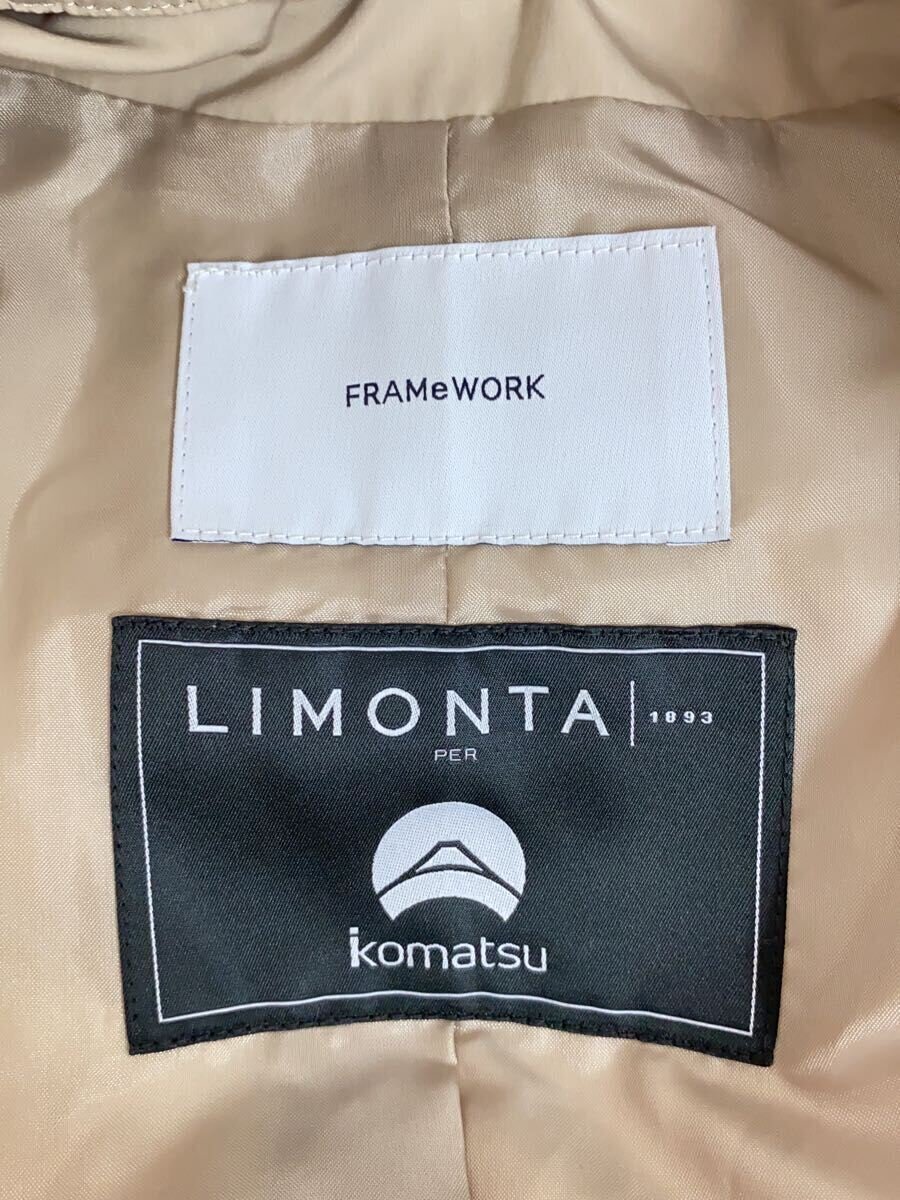 FRAMeWORK
LIMONTA 1893
PER
ikomatsu